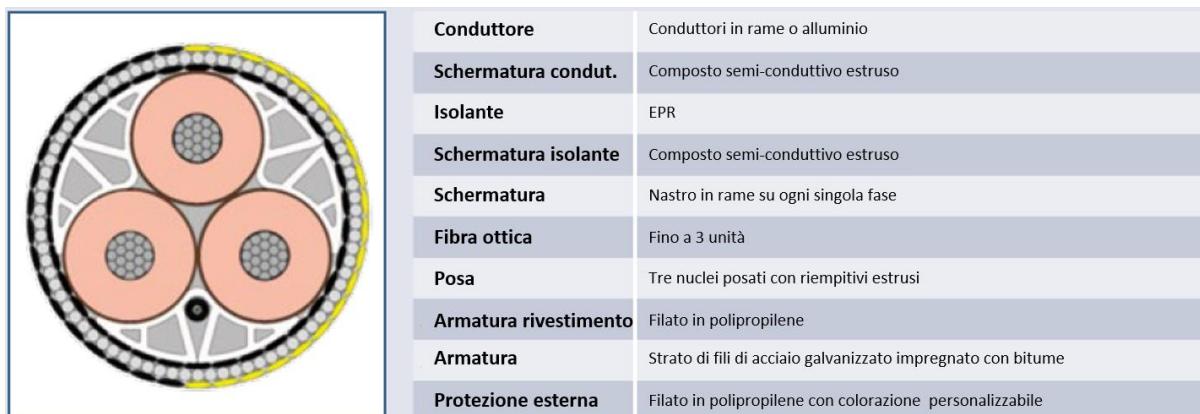 Conduttore Conduttori in rame o alluminio
Schermatura condut. Composto semi-conduttivo estruso
Isolante EPR
Schermatura isolante Composto semi-conduttivo estruso
Schermatura Nastro in rame su ogni singola fase
Fibra ottica Fino a 3 unità
Posa Tre nuclei posati con riempitivi estrusi
Armatura rivestimento Filato in polipropilene
Armatura Strato di fili di acciaio galvanizzato impregnato con bitume
Protezione esterna Filato in polipropilene con colorazione personalizzabile